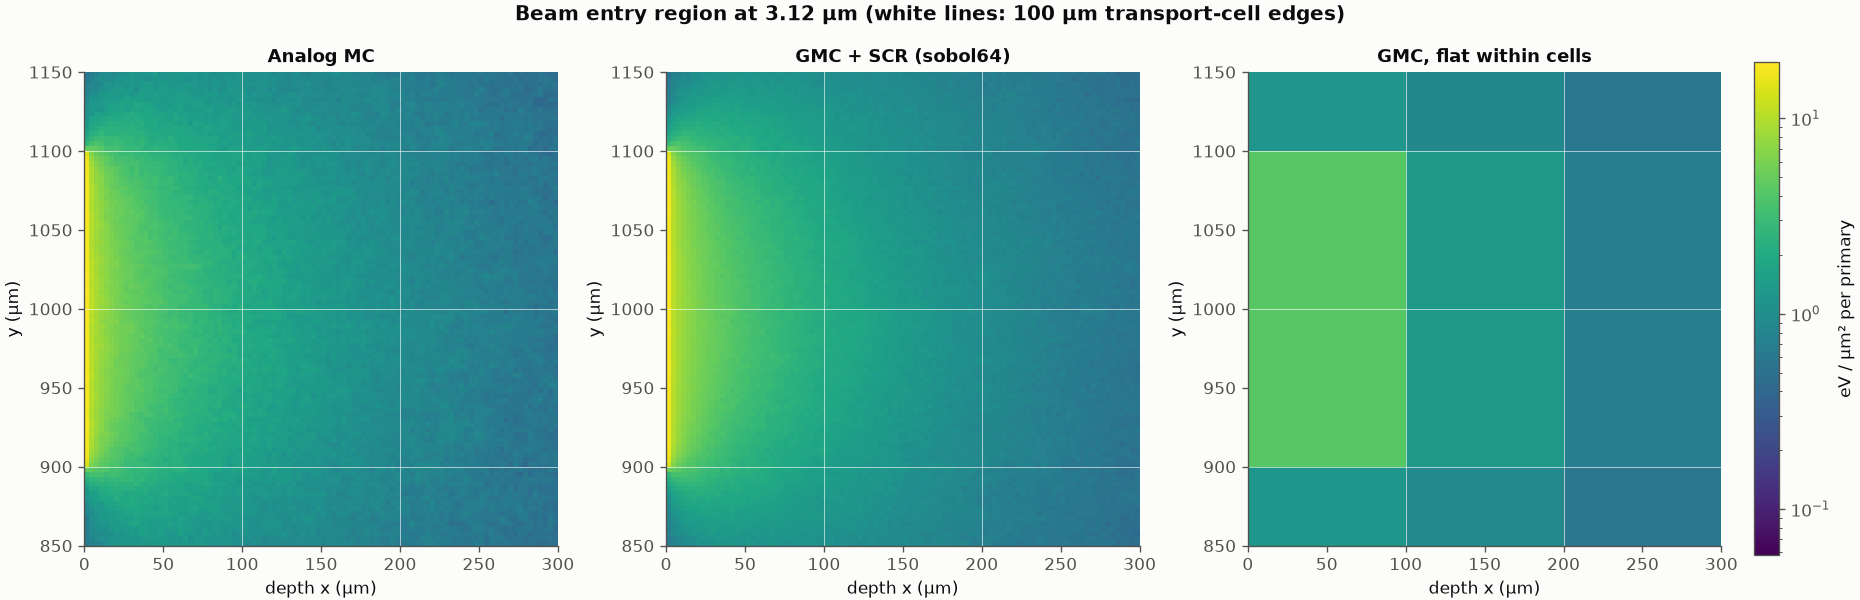 Beam entry region at 3.12 µm (white lines: 100 µm transport-cell edges)
Analog MC
1150
1100
1050
1000
950
900
850
y (µm)
0 50 100 150 200 250 300
depth x (µm)
GMC + SCR (sobol64)
1150
1100
1050
1000
950
900
850
y (µm)
0 50 100 150 200 250 300
depth x (µm)
GMC, flat within cells
1150
1100
1050
1000
950
900
850
y (µm)
0 50 100 150 200 250 300
depth x (µm)
10¹
10⁰
10⁻¹
eV / µm² per primary